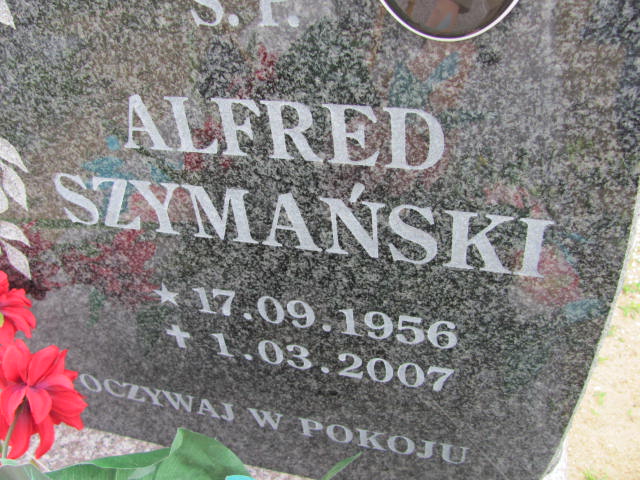 Ś. P.
ALFRED
SZYMAŃSKI
★ 17.09.1956
✝ 1.03.2007
OCZYWAJ W POKOJU